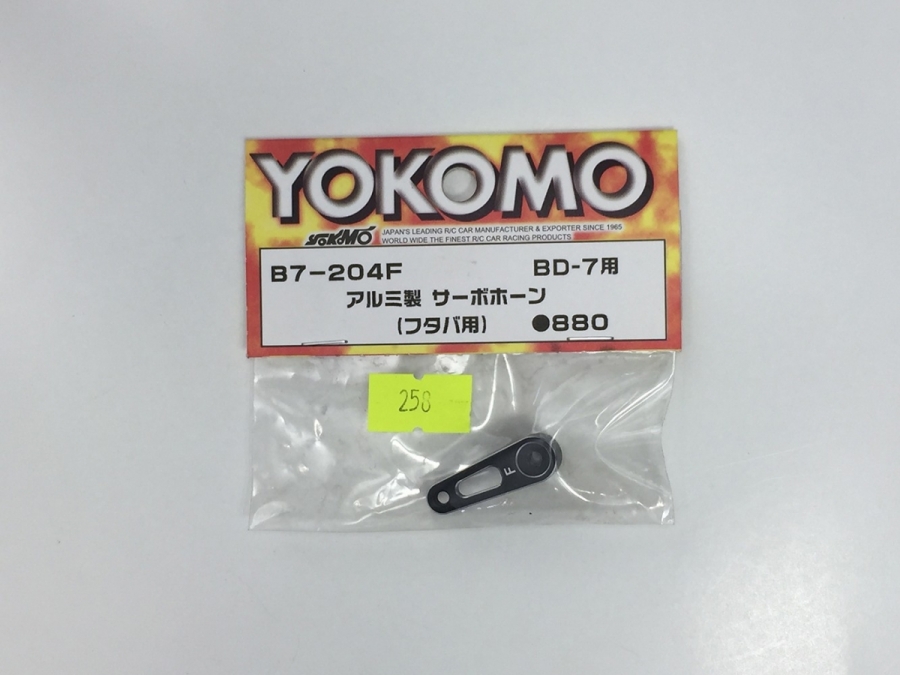 YOKOMO
YOKOMO JAPAN'S LEADING R/C CAR MANUFACTURER & EXPORTER SINCE 1965
WORLD WIDE THE FINEST R/C CAR RACING PRODUCTS
B7-204F BD-7用
アルミ製 サーボホーン
(フタバ用) ●880
258
F